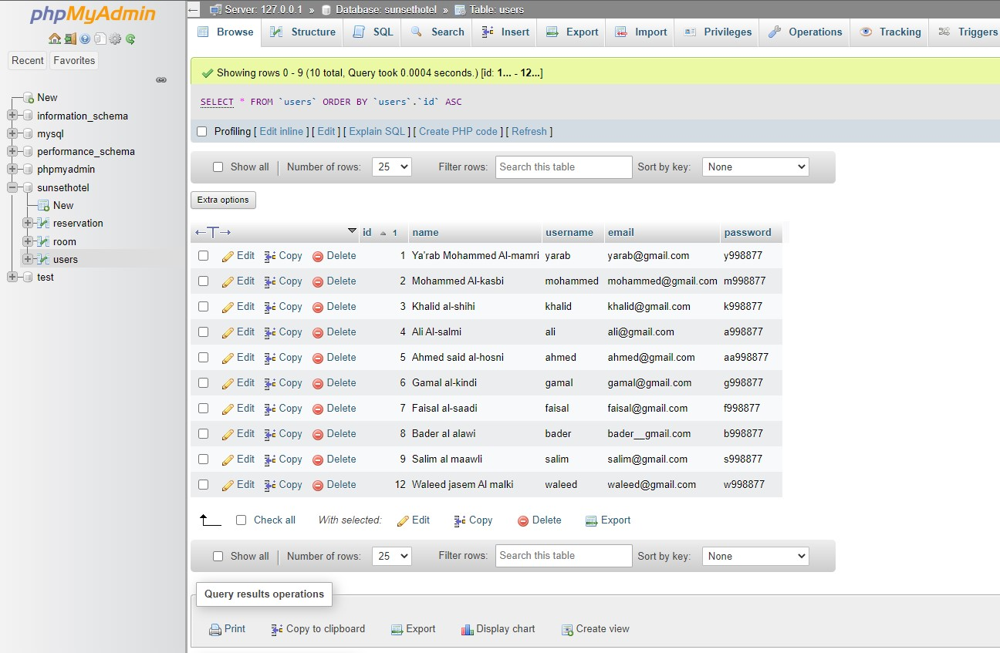 phpMyAdmin
Recent Favorites
New
information_schema
mysql
performance_schema
phpmyadmin
sunsethotel
New
reservation
room
users
test
Server: 127.0.0.1 » Database: sunsethotel » Table: users
Browse Structure SQL Search Insert Export Import Privileges Operations Tracking Triggers
Showing rows 0 - 9 (10 total, Query took 0.0004 seconds.) [id: 1... - 12...]
SELECT * FROM `users` ORDER BY `users`.`id` ASC
Profiling [ Edit inline ] [ Edit ] [ Explain SQL ] [ Create PHP code ] [ Refresh ]
Show all | Number of rows: 25 Filter rows: Search this table Sort by key: None
Extra options
←T→ id 1 name username email password
Edit Copy Delete 1 Ya'rab Mohammed Al-mamri yarab yarab@gmail.com y998877
Edit Copy Delete 2 Mohammed Al-kasbi mohammed mohammed@gmail.com m998877
Edit Copy Delete 3 Khalid al-shihi khalid khalid@gmail.com k998877
Edit Copy Delete 4 Ali Al-salmi ali ali@gmail.com a998877
Edit Copy Delete 5 Ahmed said al-hosni ahmed ahmed@gmail.com aa998877
Edit Copy Delete 6 Gamal al-kindi gamal gamal@gmail.com g998877
Edit Copy Delete 7 Faisal al-saadi faisal faisal@gmail.com f998877
Edit Copy Delete 8 Bader al alawi bader bader__gmail.com b998877
Edit Copy Delete 9 Salim al maawli salim salim@gmail.com s998877
Edit Copy Delete 12 Waleed jasem Al malki waleed waleed@gmail.com w998877
Check all With selected: Edit Copy Delete Export
Show all | Number of rows: 25 Filter rows: Search this table Sort by key: None
Query results operations
Print Copy to clipboard Export Display chart Create view